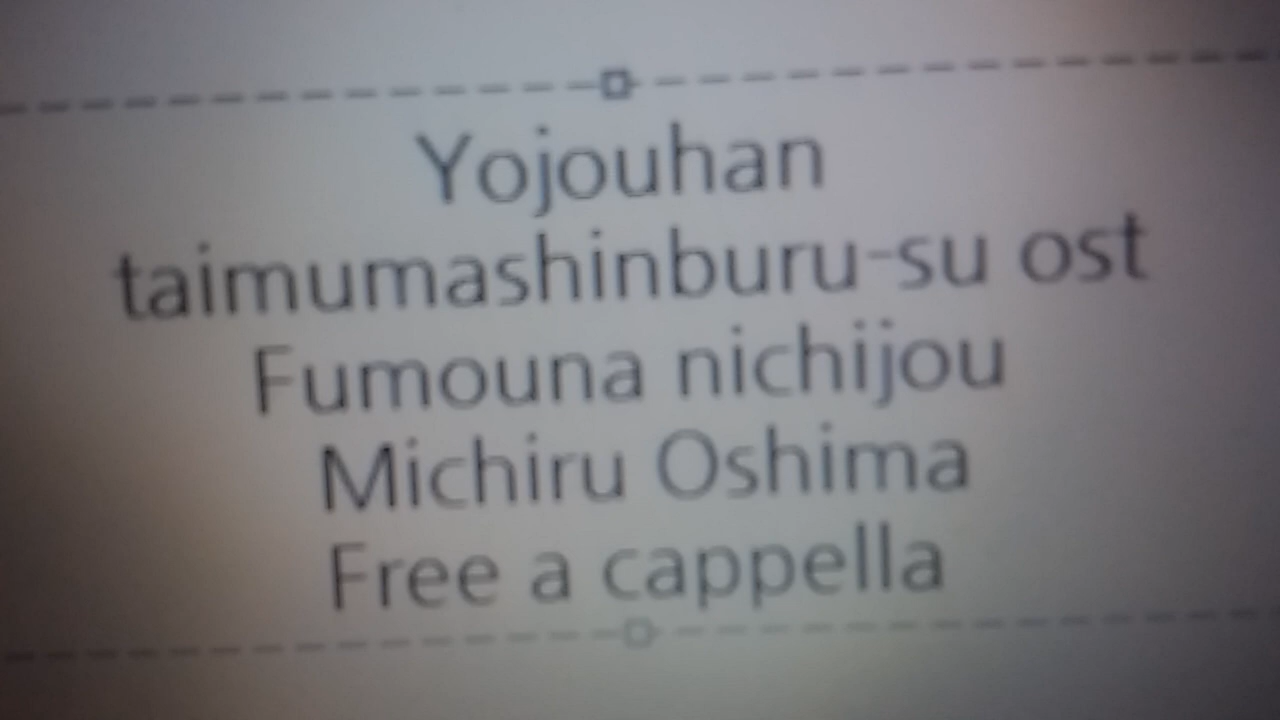 Yojouhan
taimumashinburu-su ost
Fumouna nichijou
Michiru Oshima
Free a cappella